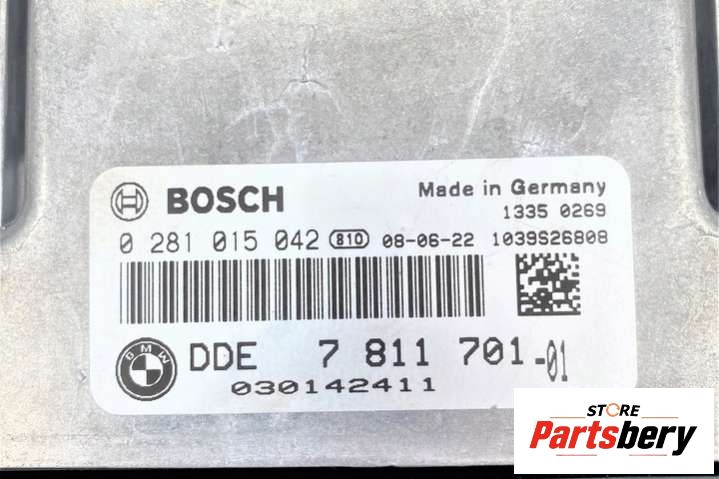 BOSCH Made in Germany
1335 0269
0 281 015 042 810 08-06-22 1039S26808
BMW DDE 7 811 701-01
030142411
STORE
Partsbery